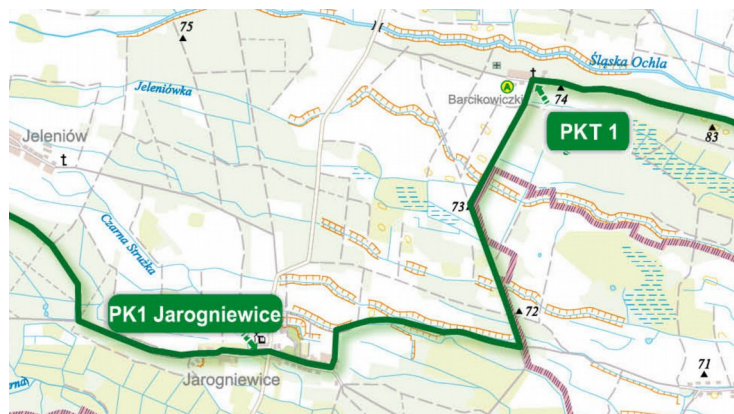 75
Śląska Ochla
Jeleniówka
Barcikowiczki
A
74
PKT 1
83
Jeleniów
t
73
Czarna Strużka
PK1 Jarogniewice
72
71
Jarogniewice